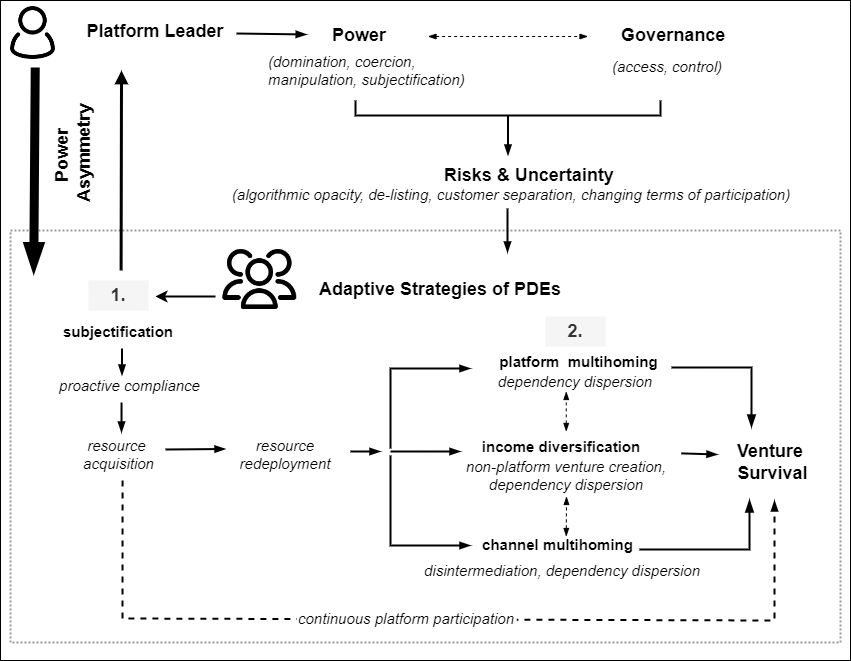 Platform Leader
Power
Governance
(domination, coercion,
manipulation, subjectification)
(access, control)
Power
Asymmetry
Risks & Uncertainty
(algorithmic opacity, de-listing, customer separation, changing terms of participation)
Adaptive Strategies of PDEs
1.
subjectification
proactive compliance
resource
acquisition
resource
redeployment
2.
platform multihoming
dependency dispersion
income diversification
non-platform venture creation,
dependency dispersion
channel multihoming
disintermediation, dependency dispersion
Venture
Survival
continuous platform participation